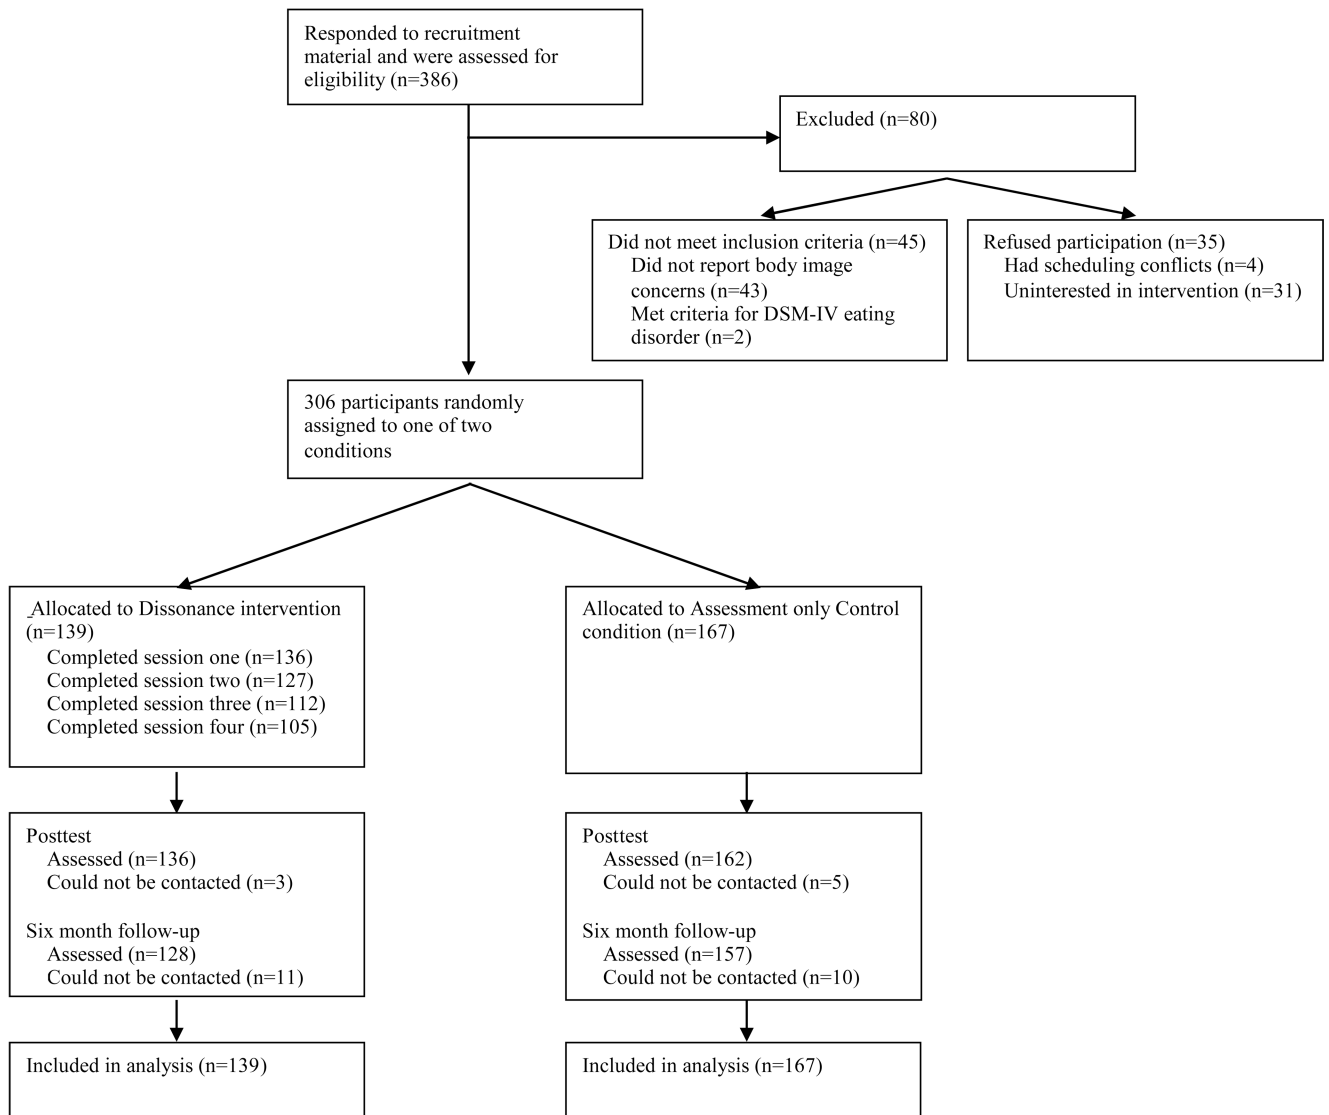 Responded to recruitment
material and were assessed for
eligibility (n=386)
Excluded (n=80)
Did not meet inclusion criteria (n=45)
Did not report body image
concerns (n=43)
Met criteria for DSM-IV eating
disorder (n=2)
Refused participation (n=35)
Had scheduling conflicts (n=4)
Uninterested in intervention (n=31)
306 participants randomly
assigned to one of two
conditions
Allocated to Dissonance intervention
(n=139)
Completed session one (n=136)
Completed session two (n=127)
Completed session three (n=112)
Completed session four (n=105)
Allocated to Assessment only Control
condition (n=167)
Posttest
Assessed (n=136)
Could not be contacted (n=3)
Six month follow-up
Assessed (n=128)
Could not be contacted (n=11)
Posttest
Assessed (n=162)
Could not be contacted (n=5)
Six month follow-up
Assessed (n=157)
Could not be contacted (n=10)
Included in analysis (n=139)
Included in analysis (n=167)